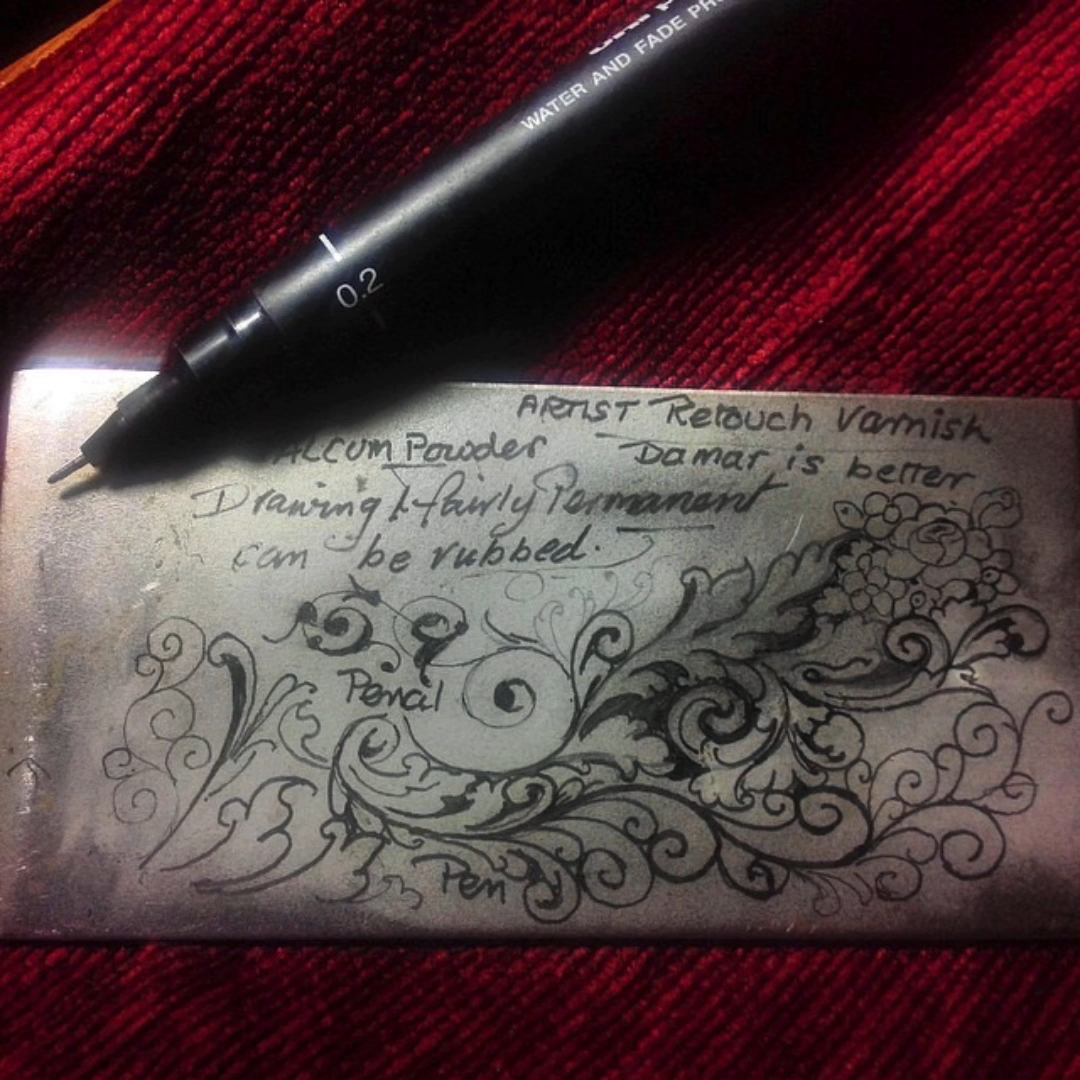 WATER AND FADE
0.2
ARTIST Retouch Varnish
Powder Damar is better
Drawing fairly Permanent
can be rubbed.
Pencil
Pen